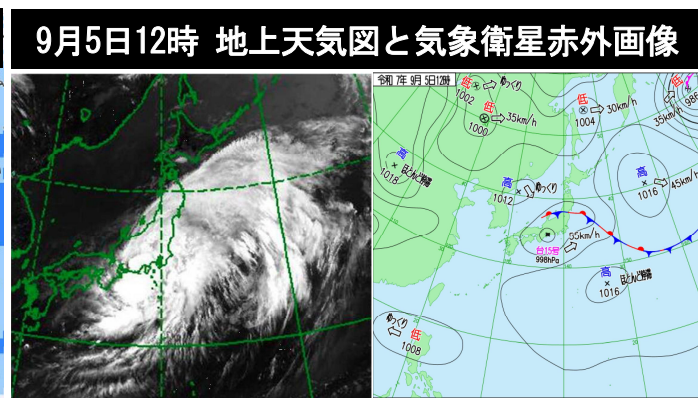 9月5日12時 地上天気図と気象衛星赤外画像
令和 7年 9月 5日12時
低
ゆっくり
1002
低
35km/h
1000
低
30km/h
1004
低
35km/h
高
ほとんど停滞
1018
高
ゆっくり
1012
高
45km/h
1016
55km/h
台15号
998hPa
高
ほとんど停滞
1016
ゆっくり
低
1008